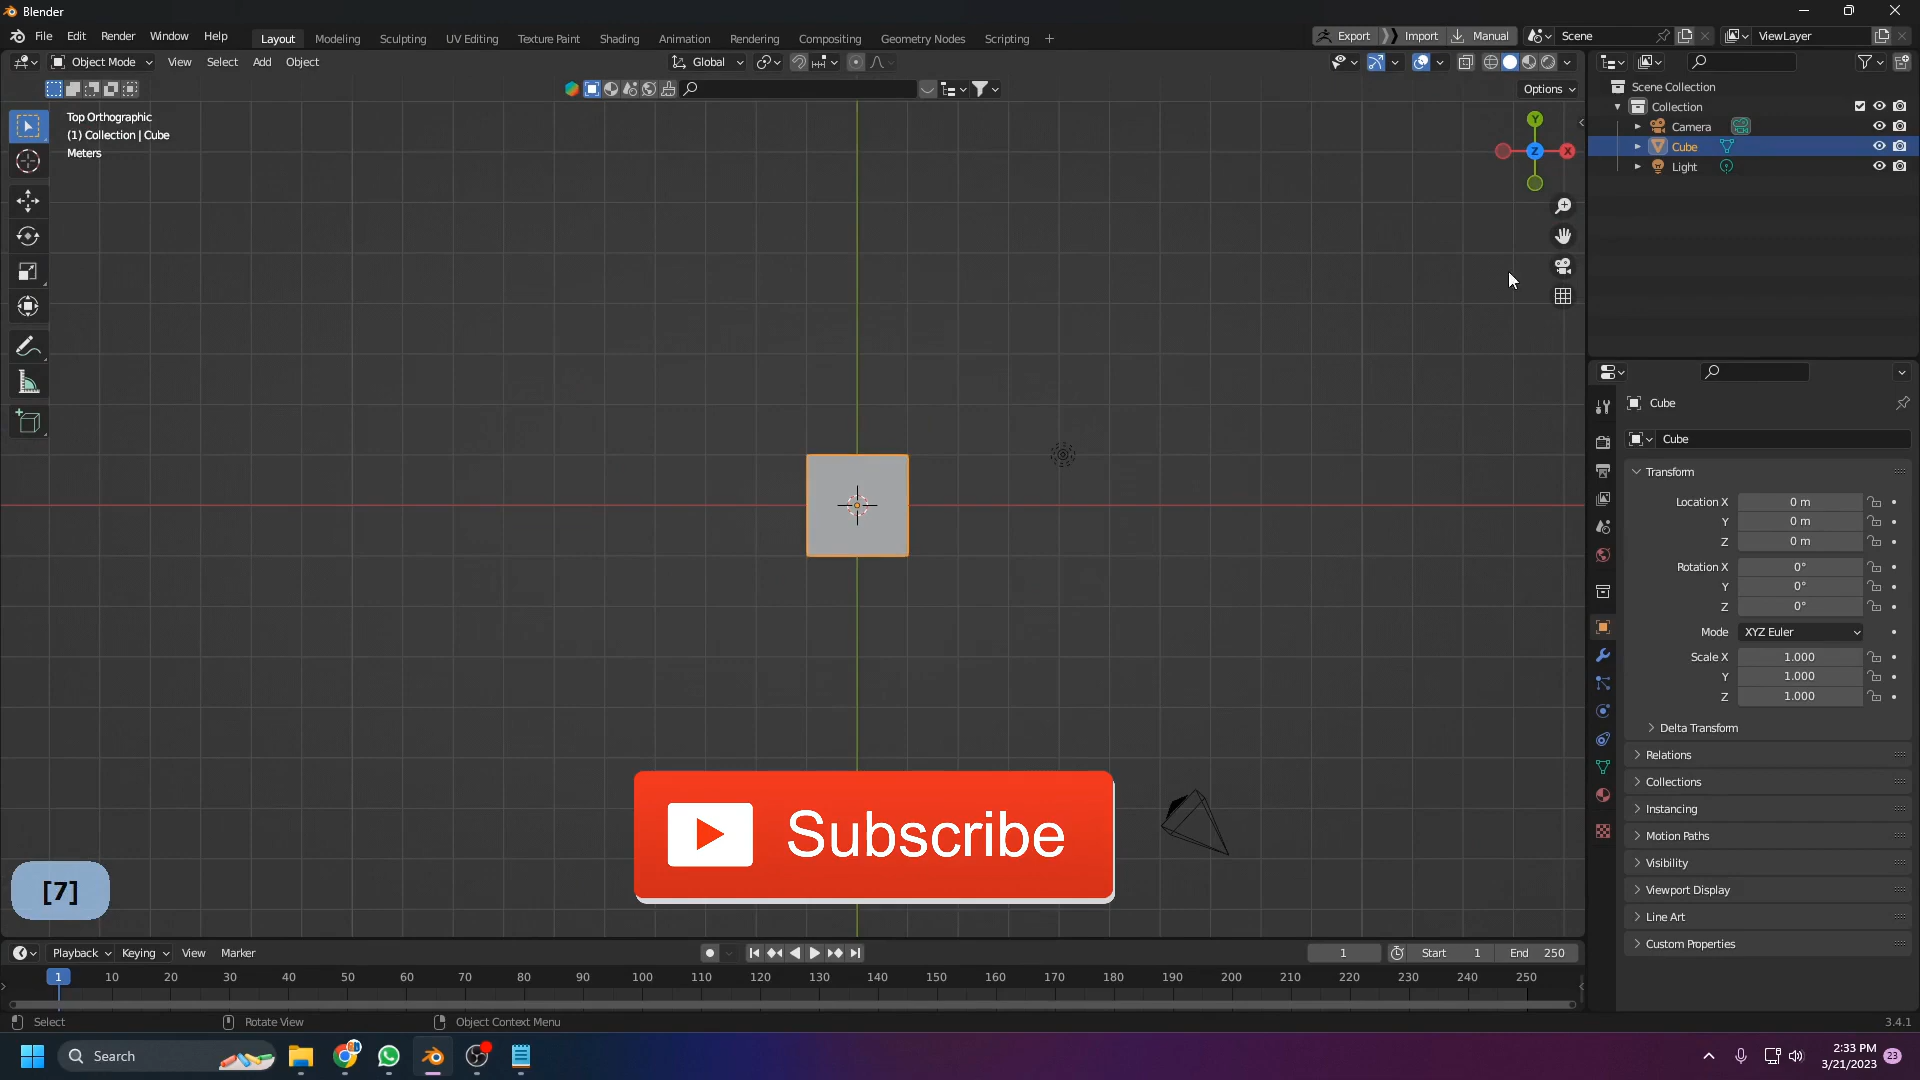 Blender
File Edit Render Window Help Layout Modeling Sculpting UV Editing Texture Paint Shading Animation Rendering Compositing Geometry Nodes Scripting + Export Import Manual Scene ViewLayer
Object Mode View Select Add Object Global
Options
Top Orthographic
(1) Collection | Cube
Meters
Y
Z X
Scene Collection
Collection
Camera
Cube
Light
Cube
Cube
Transform
Location X 0 m
Y 0 m
Z 0 m
Rotation X 0°
Y 0°
Z 0°
Mode XYZ Euler
Scale X 1.000
Y 1.000
Z 1.000
Delta Transform
Relations
Collections
Instancing
Motion Paths
Visibility
Viewport Display
Line Art
Custom Properties
Subscribe
[7]
Playback Keying View Marker 1 Start 1 End 250
1 10 20 30 40 50 60 70 80 90 100 110 120 130 140 150 160 170 180 190 200 210 220 230 240 250
Select Rotate View Object Context Menu 3.4.1
Search 2:33 PM
3/21/2023 23